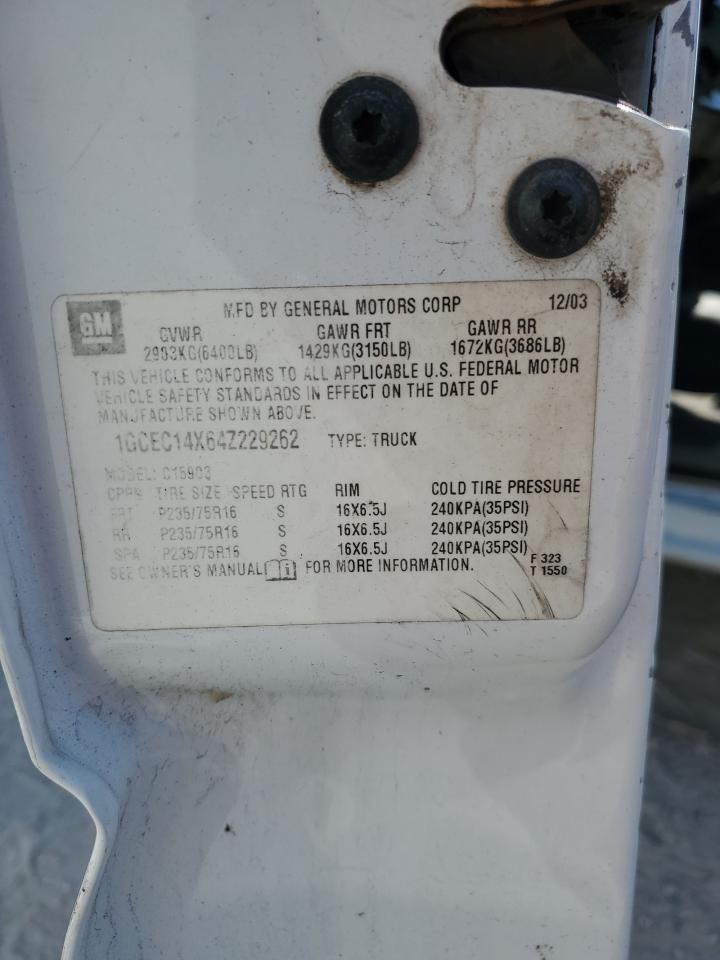 GM
MFD BY GENERAL MOTORS CORP 12/03
GVWR GAWR FRT GAWR RR
2903KG(6400LB) 1429KG(3150LB) 1672KG(3686LB)
THIS VEHICLE CONFORMS TO ALL APPLICABLE U.S. FEDERAL MOTOR
VEHICLE SAFETY STANDARDS IN EFFECT ON THE DATE OF
MANUFACTURE SHOWN ABOVE.
1GCEC14X64Z229262 TYPE: TRUCK
MODEL: C15903
TIRE SIZE SPEED RTG RIM COLD TIRE PRESSURE
FRT P235/75R16 S 16X6.5J 240KPA(35PSI)
RR P235/75R16 S 16X6.5J 240KPA(35PSI)
SPA P235/75R16 S 16X6.5J 240KPA(35PSI)
SEE OWNER'S MANUAL FOR MORE INFORMATION.
F 323
T 1550